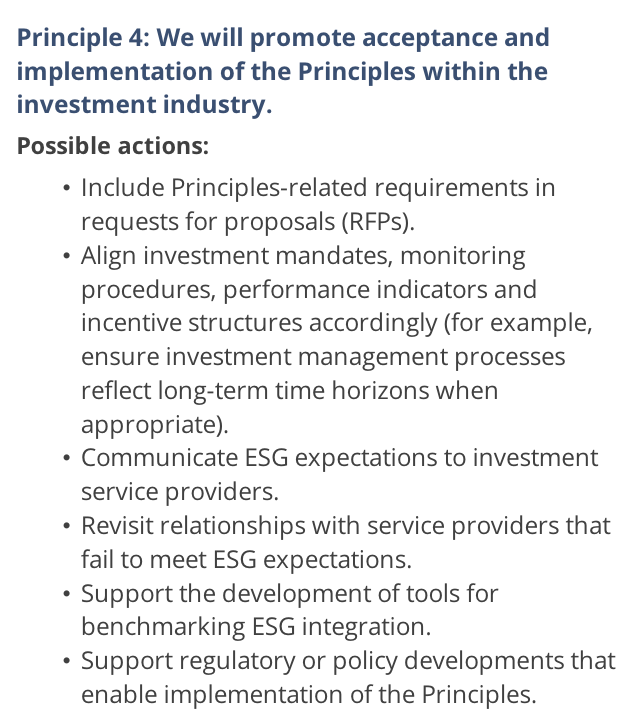 Principle 4: We will promote acceptance and
implementation of the Principles within the
investment industry.
Possible actions:
• Include Principles-related requirements in
requests for proposals (RFPs).
• Align investment mandates, monitoring
procedures, performance indicators and
incentive structures accordingly (for example,
ensure investment management processes
reflect long-term time horizons when
appropriate).
• Communicate ESG expectations to investment
service providers.
• Revisit relationships with service providers that
fail to meet ESG expectations.
• Support the development of tools for
benchmarking ESG integration.
• Support regulatory or policy developments that
enable implementation of the Principles.